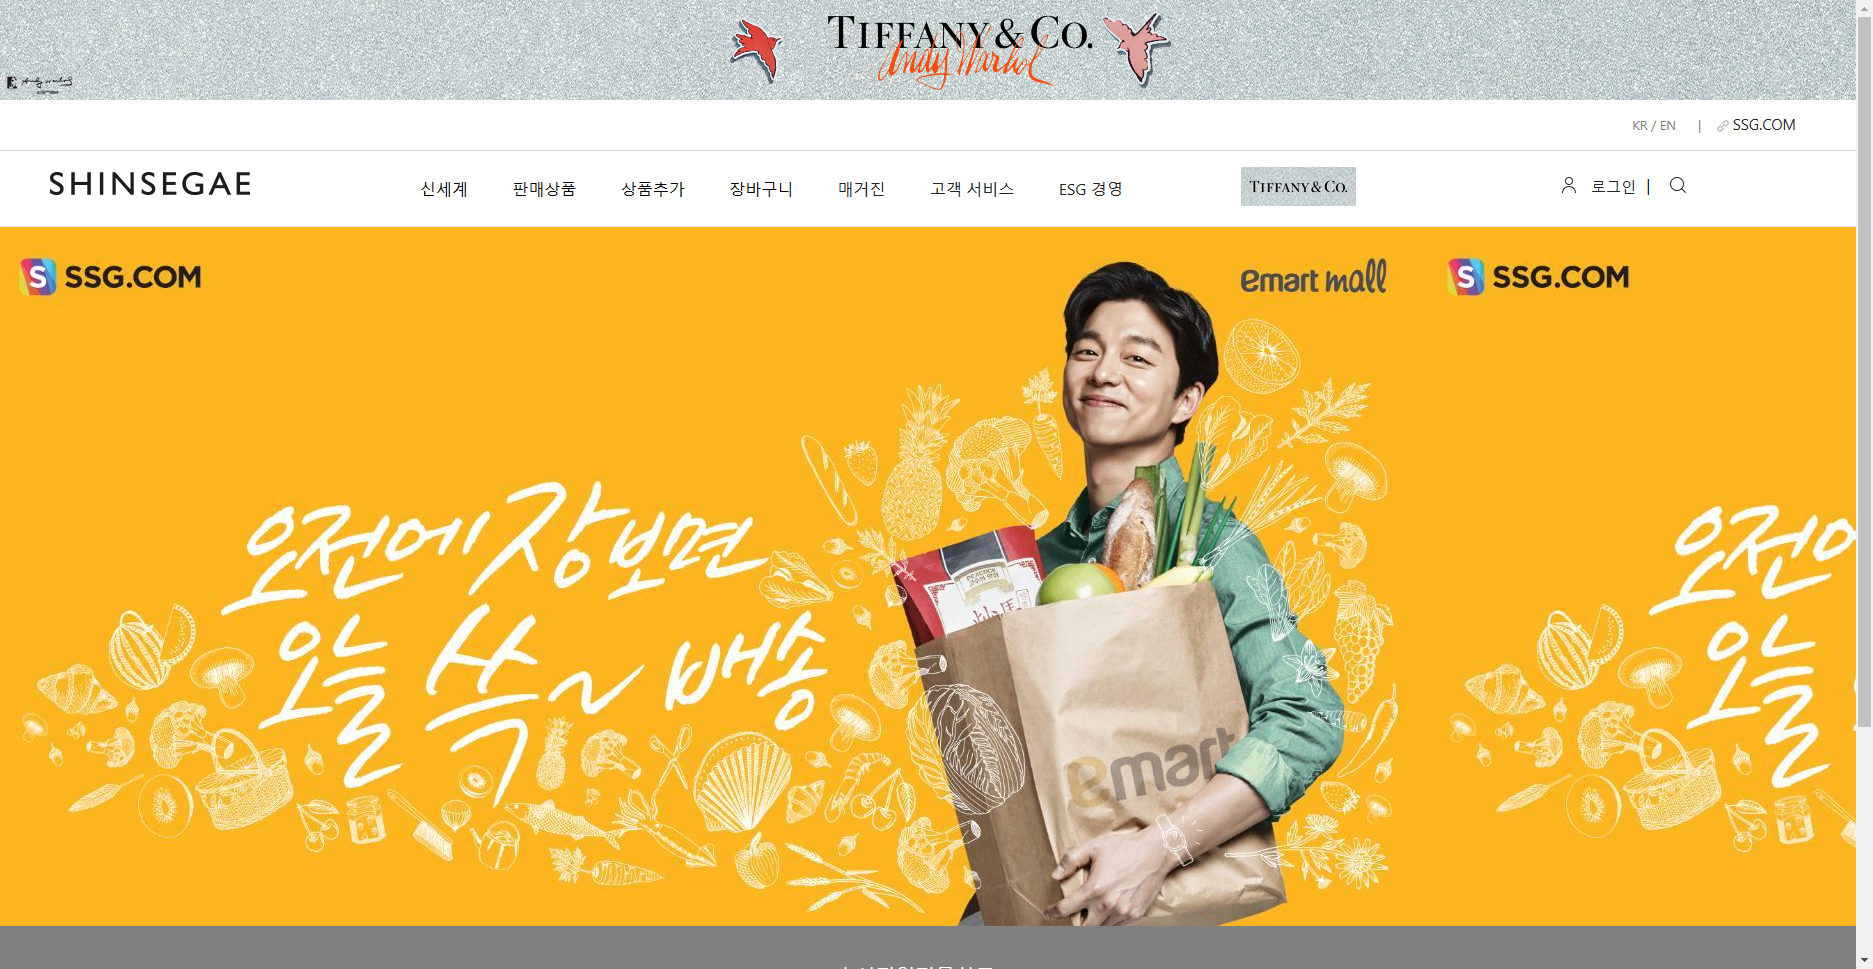 TIFFANY & CO.
Andy Warhol
KR / EN
|
SSG.COM
SHINSEGAE
신세계
판매상품
상품추가
장바구니
매거진
고객 서비스
ESG 경영
TIFFANY & CO.
로그인 |
S SSG.COM
emart mall
S SSG.COM
오전에 장보면
오늘 쓱~ 배송
PEACOCK
emart
오전에
오늘